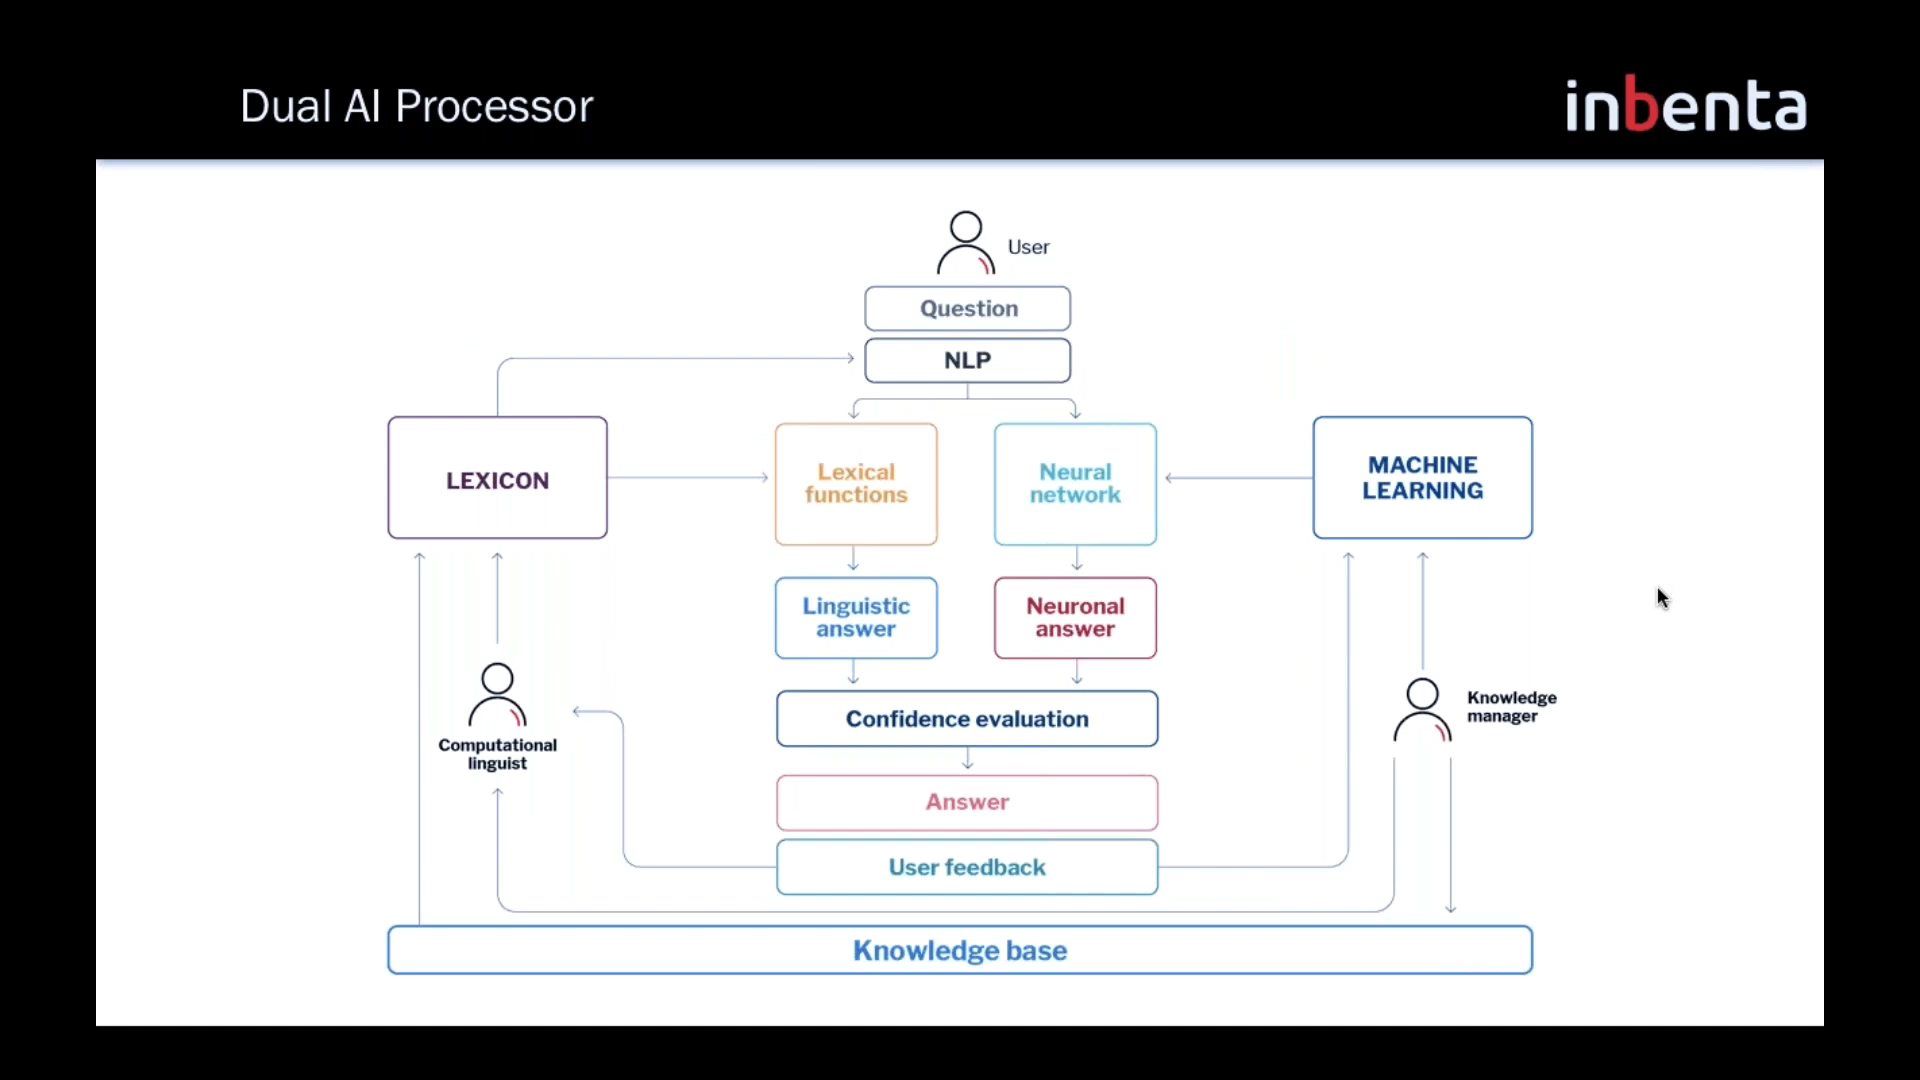 Dual AI Processor
inbenta
User
Question
NLP
LEXICON
Lexical
functions
Neural
network
MACHINE
LEARNING
Linguistic
answer
Neuronal
answer
Computational
linguist
Confidence evaluation
Knowledge
manager
Answer
User feedback
Knowledge base